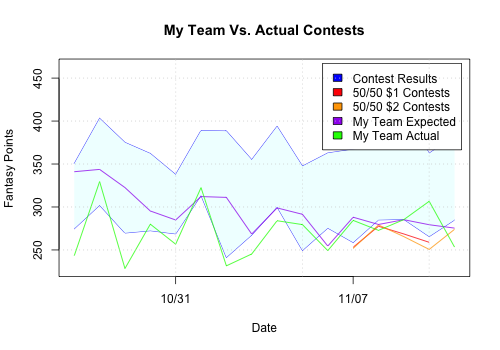 My Team Vs. Actual Contests
Contest Results
50/50 $1 Contests
50/50 $2 Contests
My Team Expected
My Team Actual
Fantasy Points
450
400
350
300
250
10/31
11/07
Date